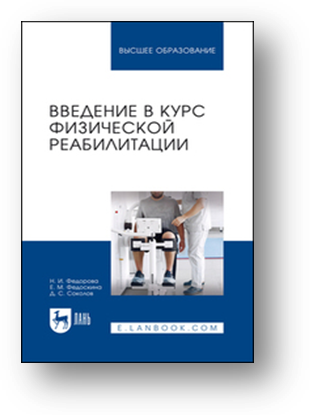 ВЫСШЕЕ ОБРАЗОВАНИЕ
ВВЕДЕНИЕ В КУРС
ФИЗИЧЕСКОЙ
РЕАБИЛИТАЦИИ
Н. И. Федорова
Е. М. Федоскина
Д. С. Соколов
ЛАНЬ
E.LANBOOK.COM